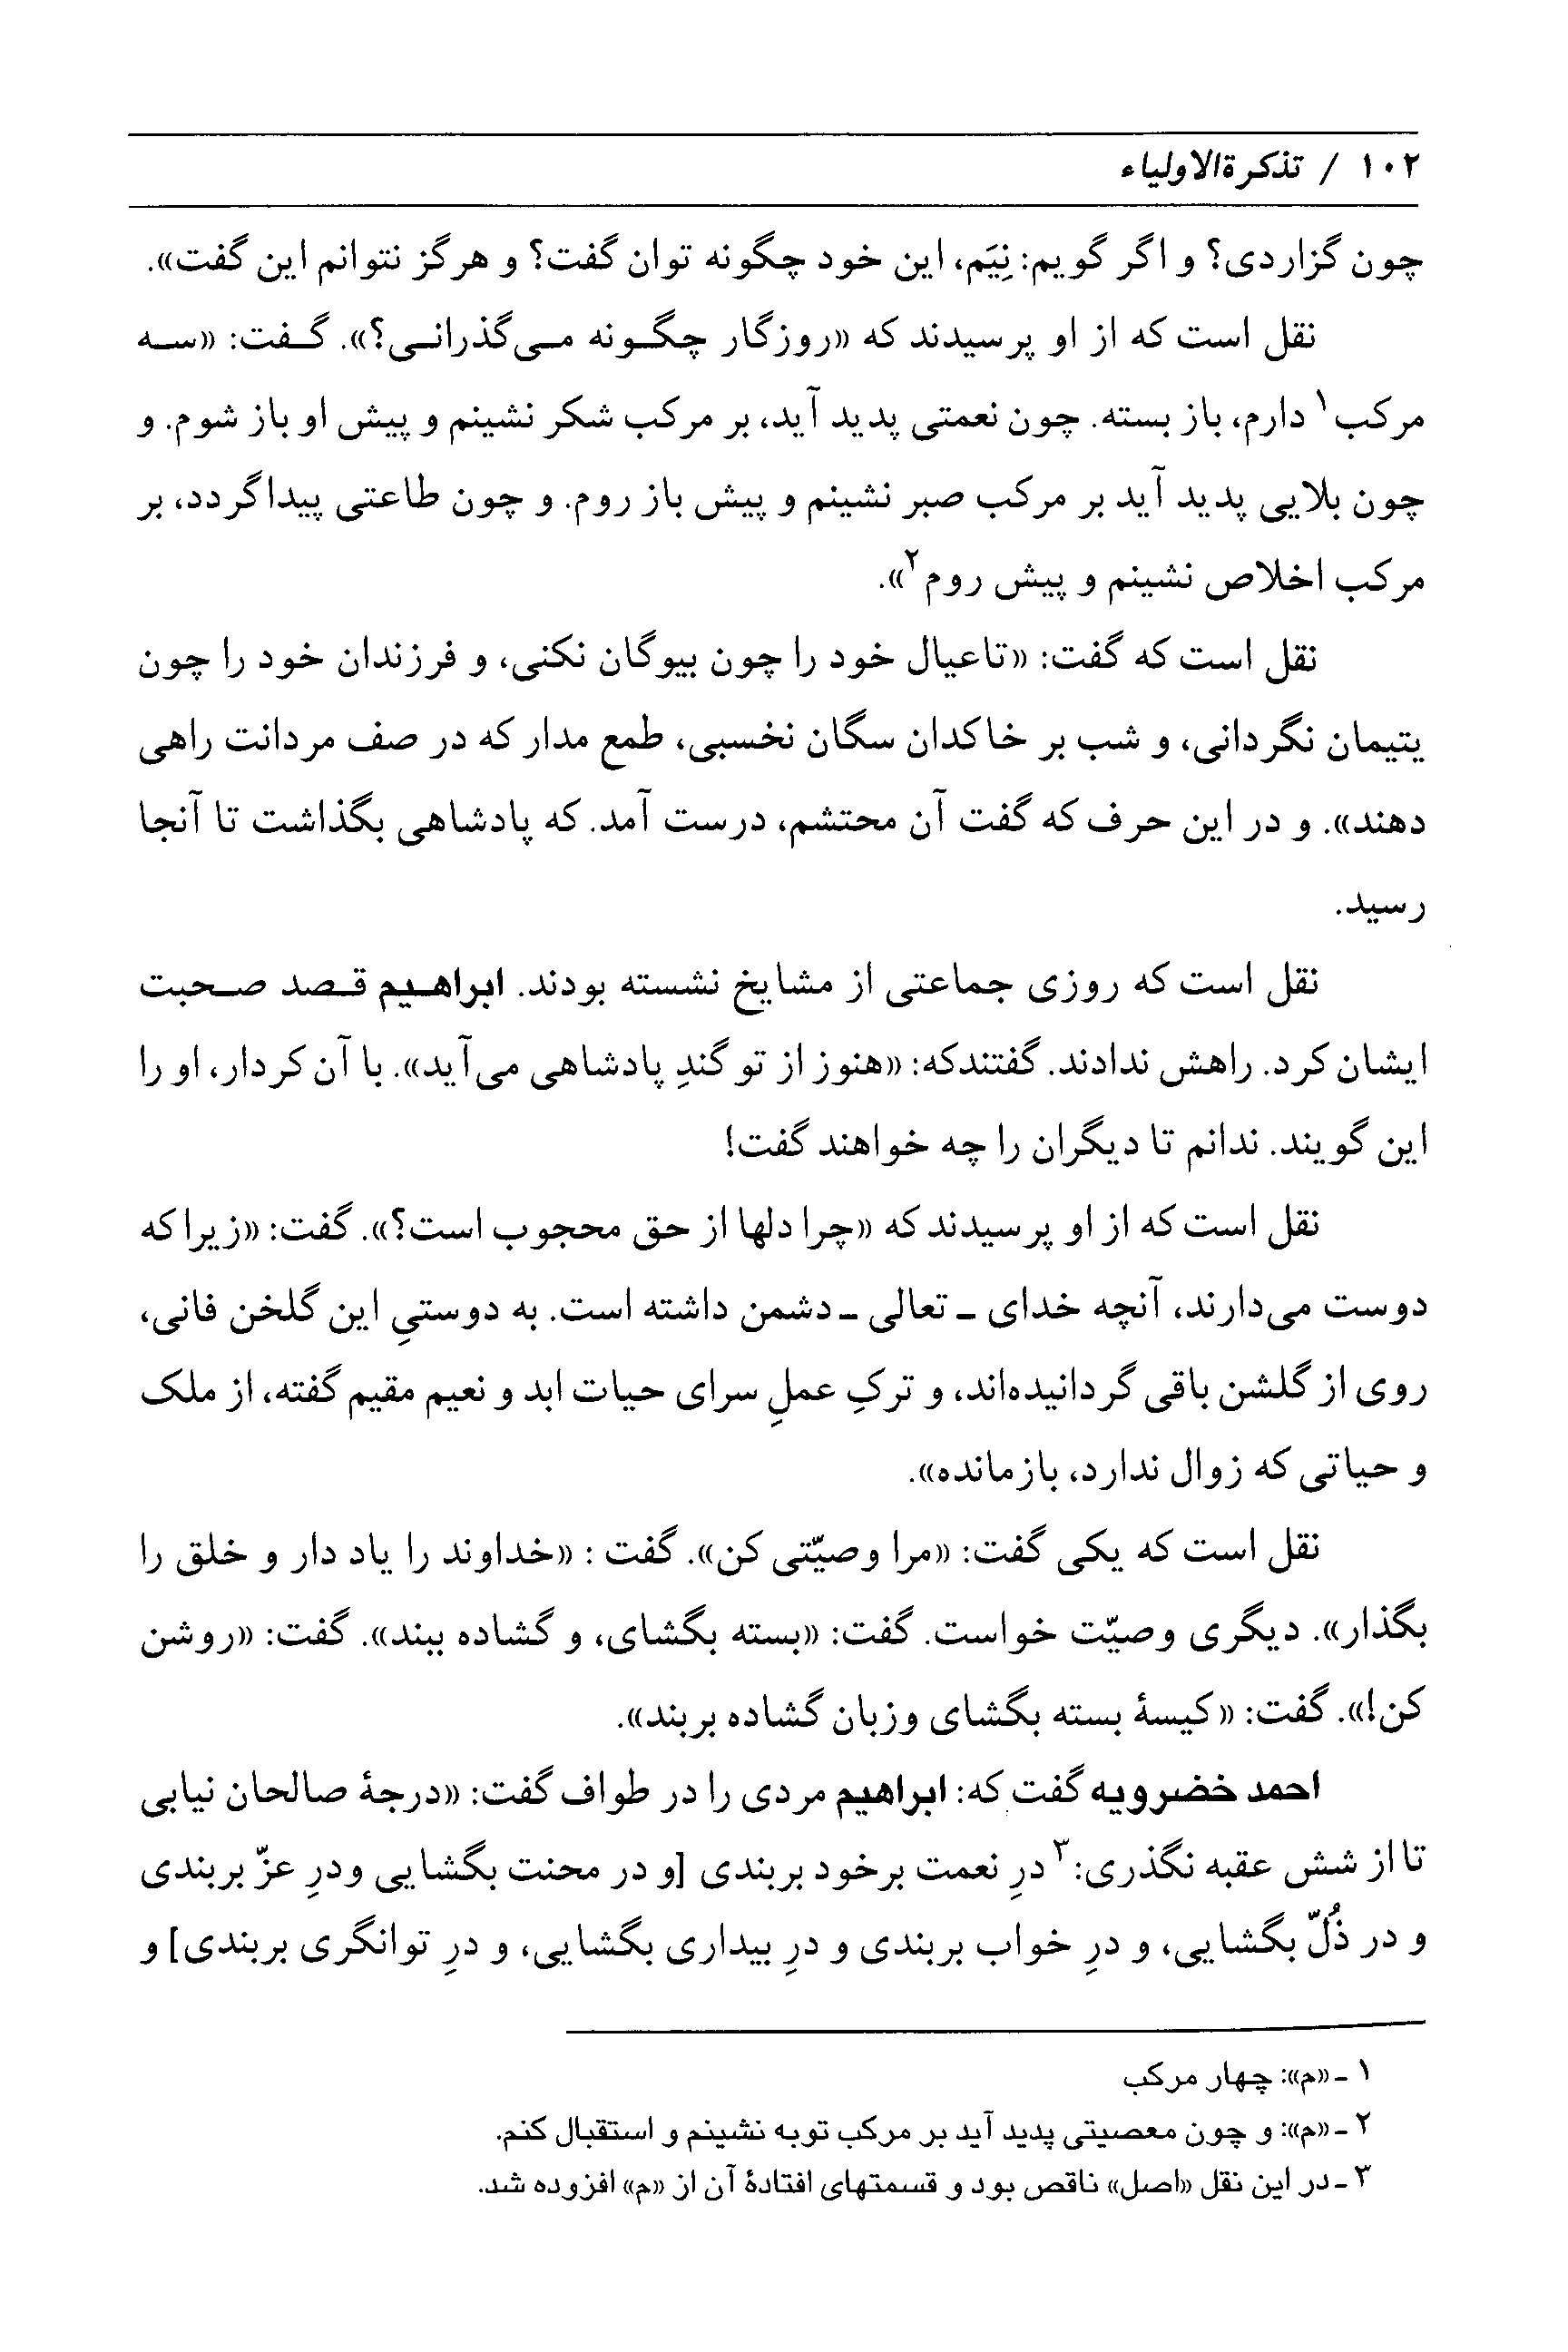 ۱۰۲ / تذکرةالاولیاء
چون گزاردی؟ و اگر گویم: نِیَم، این خود چگونه توان گفت؟ و هرگز نتوانم این گفت».
نقل است که از او پرسیدند که «روزگار چگونه می‌گذرانی؟». گفت: «سه
مرکب۱ دارم، باز بسته. چون نعمتی پدید آید، بر مرکب شکر نشینم و پیش او باز شوم. و
چون بلایی پدید آید بر مرکب صبر نشینم و پیش باز روم. و چون طاعتی پیدا گردد، بر
مرکب اخلاص نشینم و پیش روم۲».
نقل است که گفت: «تا عیال خود را چون بیوگان نکنی، و فرزندان خود را چون
یتیمان نگردانی، و شب بر خاکدان سگان نخسبی، طمع مدار که در صف مردانت راهی
دهند». و در این حرف که گفت آن محتشم، درست آمد. که پادشاهی بگذاشت تا آنجا
رسید.
نقل است که روزی جماعتی از مشایخ نشسته بودند. ابراهیم قصد صحبت
ایشان کرد. راهش ندادند. گفتندکه: «هنوز از تو گندِ پادشاهی می‌آید». با آن کردار، او را
این گویند. ندانم تا دیگران را چه خواهند گفت!
نقل است که از او پرسیدند که «چرا دلها از حق محجوب است؟». گفت: «زیرا که
دوست می‌دارند، آنچه خدای ـ تعالی ـ دشمن داشته است. به دوستیِ این گلخن فانی،
روی از گلشن باقی گردانیده‌اند، و ترکِ عملِ سرای حیات ابد و نعیم مقیم گفته، از ملک
و حیاتی که زوال ندارد، بازمانده».
نقل است که یکی گفت: «مرا وصیّتی کن». گفت : «خداوند را یاد دار و خلق را
بگذار». دیگری وصیّت خواست. گفت: «بسته بگشای، و گشاده ببند». گفت: «روشن
کن!». گفت: «کیسهٔ بسته بگشای وزبان گشاده بربند».
احمد خضرویه گفت که: ابراهیم مردی را در طواف گفت: «درجهٔ صالحان نیابی
تا از شش عقبه نگذری:۳ درِ نعمت برخود بربندی [و در محنت بگشایی ودرِ عزّ بربندی
و در ذُلّ بگشایی، و درِ خواب بربندی و درِ بیداری بگشایی، و درِ توانگری بربندی] و
۱ ـ «م»: چهار مرکب
۲ ـ «م»: و چون معصیتی پدید آید بر مرکب توبه نشینم و استقبال کنم.
۳ ـ در این نقل «اصل» ناقص بود و قسمتهای افتادهٔ آن از «م» افزوده شد.